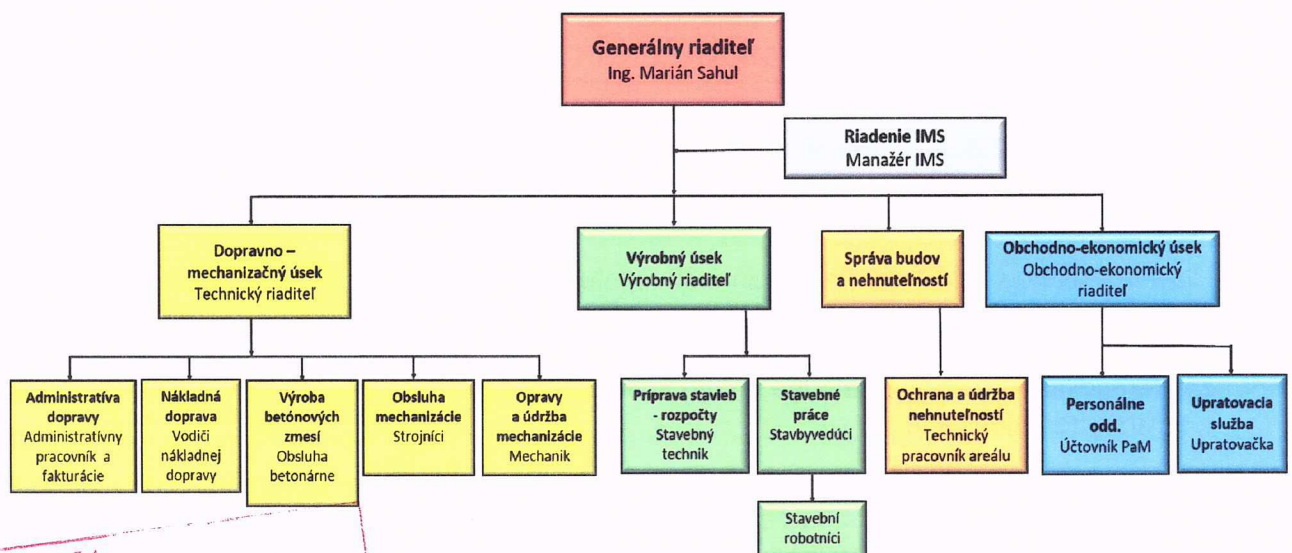 Generálny riaditeľ
Ing. Marián Sahul
Riadenie IMS
Manažér IMS
Dopravno –
mechanizačný úsek
Technický riaditeľ
Výrobný úsek
Výrobný riaditeľ
Správa budov
a nehnuteľností
Obchodno-ekonomický úsek
Obchodno-ekonomický
riaditeľ
Administratíva
dopravy
Administratívny
pracovník a
fakturácie
Nákladná
doprava
Vodiči
nákladnej
dopravy
Výroba
betónových
zmesí
Obsluha
betonárne
Obsluha
mechanizácie
Strojníci
Opravy
a údržba
mechanizácie
Mechanik
Príprava stavieb
- rozpočty
Stavebný
technik
Stavebné
práce
Stavbyvedúci
Ochrana a údržba
nehnuteľností
Technický
pracovník areálu
Personálne
odd.
Účtovník PaM
Upratovacia
služba
Upratovačka
Stavební
robotníci